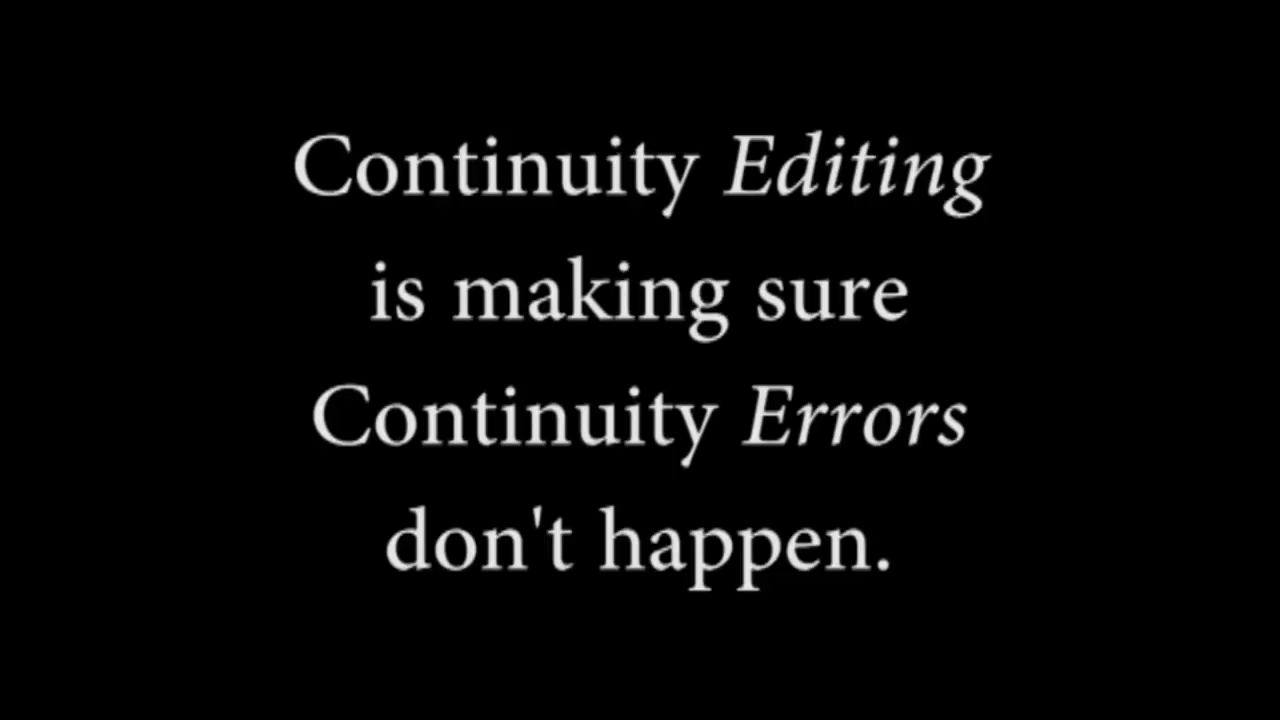 Continuity Editing
is making sure
Continuity Errors
don't happen.